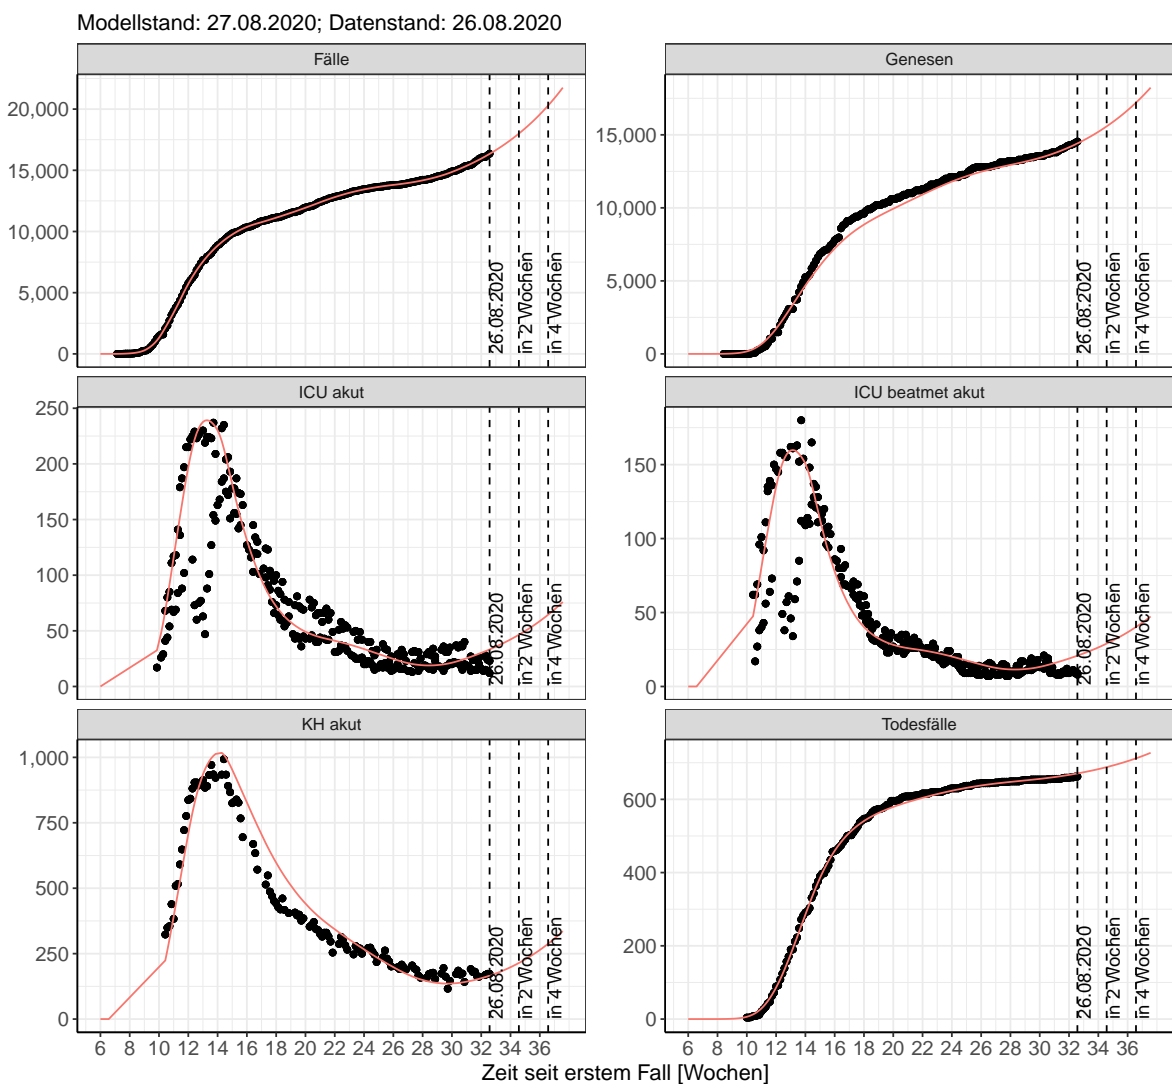 Modellstand: 27.08.2020; Datenstand: 26.08.2020
Fälle
Genesen
20,000
15,000
10,000
5,000
0
26.08.2020
in 2 Wochen
in 4 Wochen
15,000
10,000
5,000
0
26.08.2020
in 2 Wochen
in 4 Wochen
ICU akut
ICU beatmet akut
250
200
150
100
50
0
26.08.2020
in 2 Wochen
in 4 Wochen
150
100
50
0
26.08.2020
in 2 Wochen
in 4 Wochen
KH akut
Todesfälle
1,000
750
500
250
0
26.08.2020
in 2 Wochen
in 4 Wochen
600
400
200
0
26.08.2020
in 2 Wochen
in 4 Wochen
6 8 10 12 14 16 18 20 22 24 26 28 30 32 34 36
6 8 10 12 14 16 18 20 22 24 26 28 30 32 34 36
Zeit seit erstem Fall [Wochen]